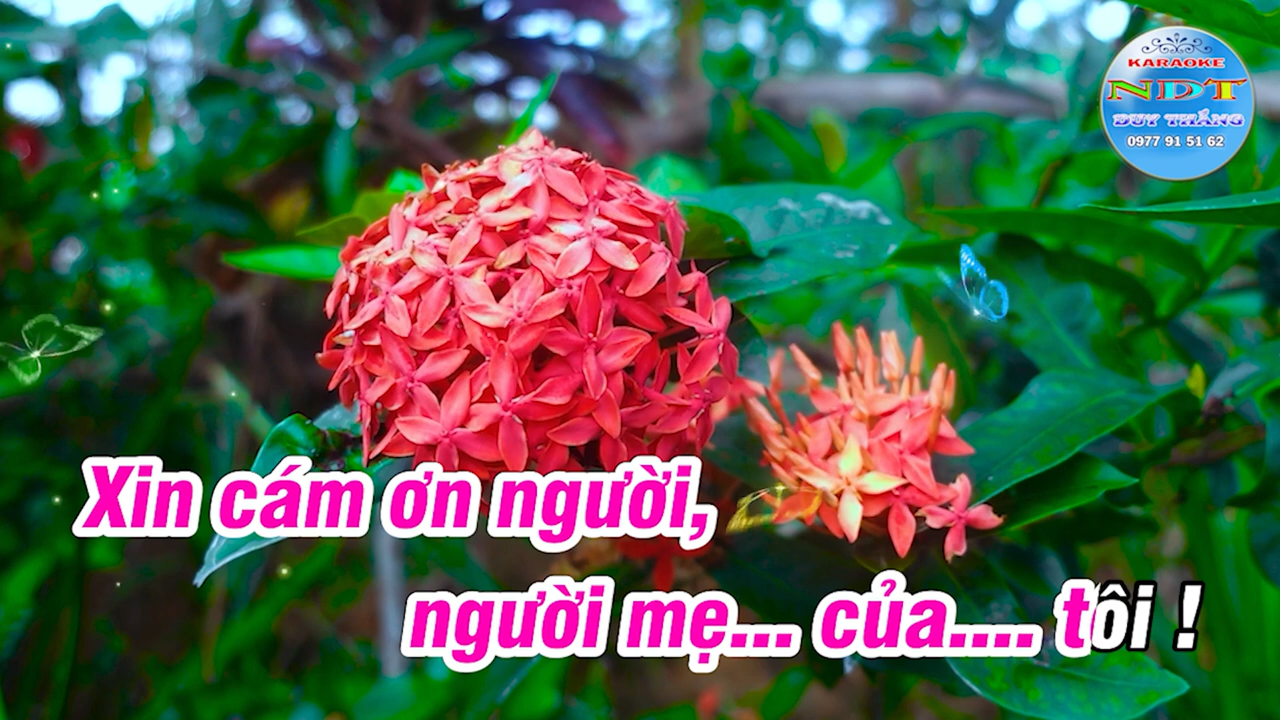 KARAOKE
NDT
DUY THẮNG
0977 91 51 62
Xin cám ơn người,
người mẹ... của.... tôi !